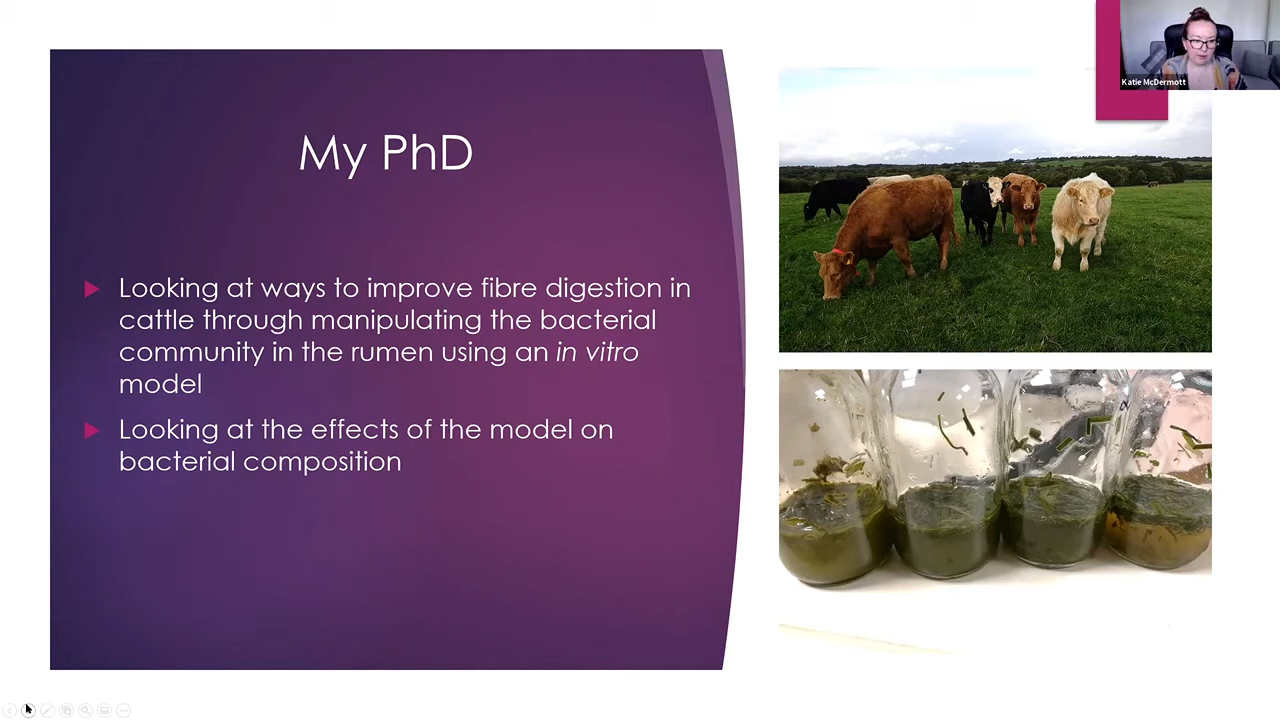 Katie McDermott
My PhD
Looking at ways to improve fibre digestion in
cattle through manipulating the bacterial
community in the rumen using an in vitro
model
Looking at the effects of the model on
bacterial composition